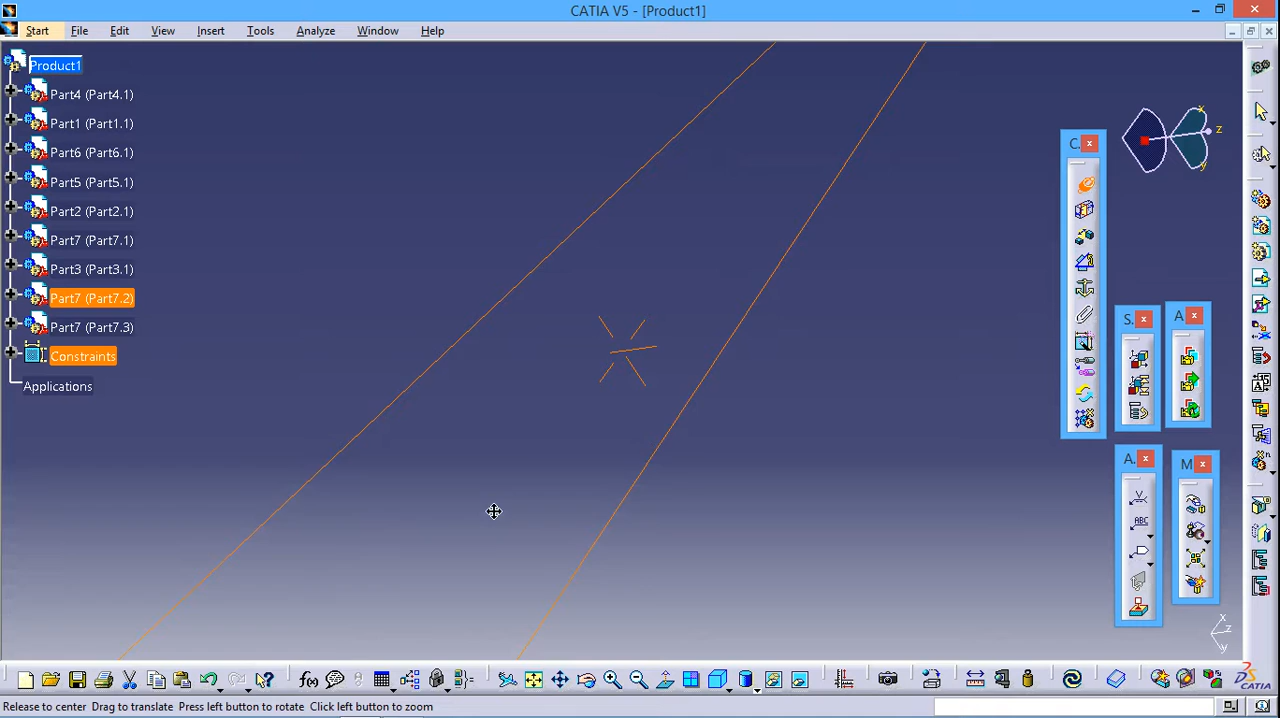 CATIA V5 - [Product1]
Start File Edit View Insert Tools Analyze Window Help
Product1
Part4 (Part4.1)
Part1 (Part1.1)
Part6 (Part6.1)
Part5 (Part5.1)
Part2 (Part2.1)
Part7 (Part7.1)
Part3 (Part3.1)
Part7 (Part7.2)
Part7 (Part7.3)
Constraints
Applications
x
z
y
C.
S.
A
A.
M
ABC
x
z
y
f(x)
CATIA
Release to center Drag to translate Press left button to rotate Click left button to zoom